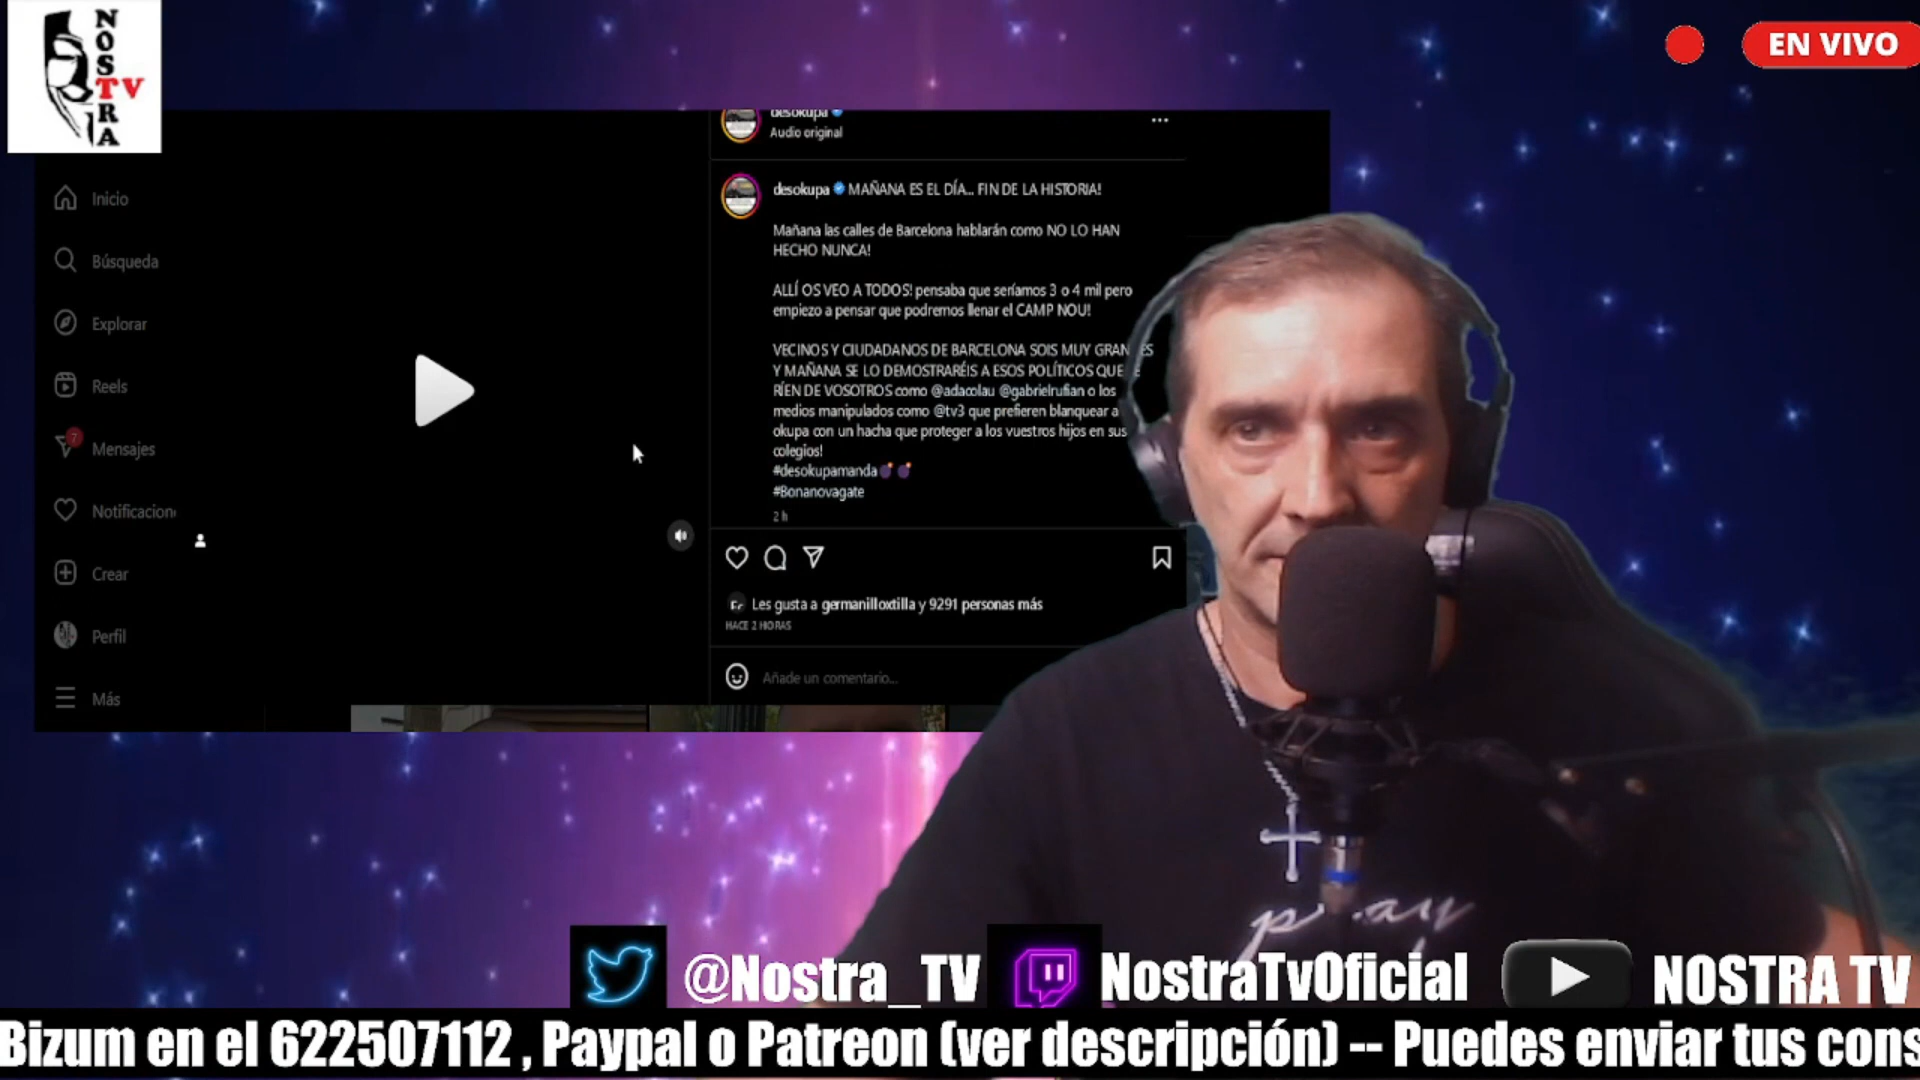 NOSTRA
TV
EN VIVO
desokupa
Audio original
desokupa MAÑANA ES EL DÍA... FIN DE LA HISTORIA!
Mañana las calles de Barcelona hablarán como NO LO HAN
HECHO NUNCA!
ALLÍ OS VEO A TODOS! pensaba que seríamos 3 o 4 mil pero
empiezo a pensar que podremos llenar el CAMP NOU!
VECINOS Y CIUDADANOS DE BARCELONA SOIS MUY GRAN ES
Y MAÑANA SE LO DEMOSTRARÉIS A ESOS POLÍTICOS QUE E
RÍEN DE VOSOTROS como @adacolau @gabrielrufian o los
medios manipulados como @tv3 que prefieren blanquear a
okupa con un hacha que proteger a los vuestros hijos en sus
colegios!
#desokupamanda💣💣
#Bonanovagate
2 h
Les gusta a germanilloxtilla y 9291 personas más
HACE 2 HORAS
Añade un comentario...
Inicio
Búsqueda
Explorar
Reels
7
Mensajes
Notificacion
Crear
Perfil
Más
@Nostra_TV
NostraTvOficial
NOSTRA TV
Bizum en el 622507112 , Paypal o Patreon (ver descripción) -- Puedes enviar tus cons